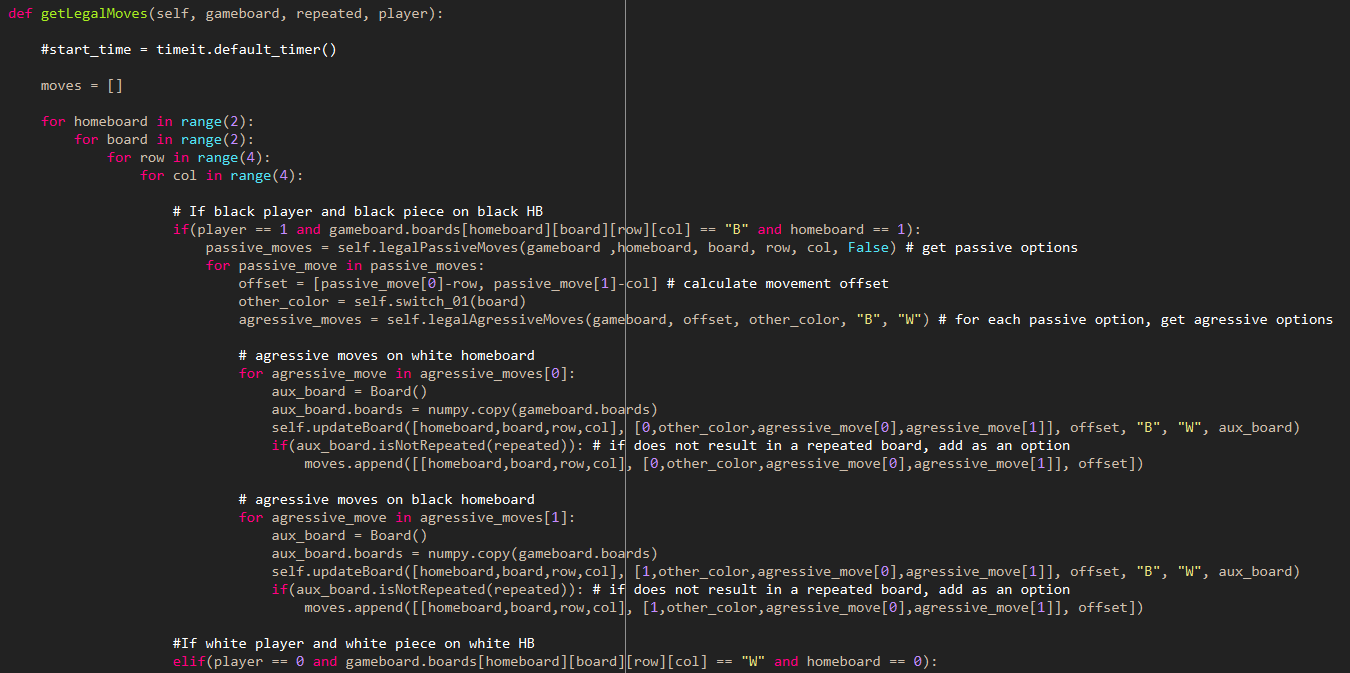 def getLegalMoves(self, gameboard, repeated, player):
#start_time = timeit.default_timer()
moves = []
for homeboard in range(2):
for board in range(2):
for row in range(4):
for col in range(4):
# If black player and black piece on black HB
if(player == 1 and gameboard.boards[homeboard][board][row][col] == "B" and homeboard == 1):
passive_moves = self.legalPassiveMoves(gameboard ,homeboard, board, row, col, False) # get passive options
for passive_move in passive_moves:
offset = [passive_move[0]-row, passive_move[1]-col] # calculate movement offset
other_color = self.switch_01(board)
agressive_moves = self.legalAgressiveMoves(gameboard, offset, other_color, "B", "W") # for each passive option, get agressive options
# agressive moves on white homeboard
for agressive_move in agressive_moves[0]:
aux_board = Board()
aux_board.boards = numpy.copy(gameboard.boards)
self.updateBoard([homeboard,board,row,col], [0,other_color,agressive_move[0],agressive_move[1]], offset, "B", "W", aux_board)
if(aux_board.isNotRepeated(repeated)): # if does not result in a repeated board, add as an option
moves.append([[homeboard,board,row,col], [0,other_color,agressive_move[0],agressive_move[1]], offset])
# agressive moves on black homeboard
for agressive_move in agressive_moves[1]:
aux_board = Board()
aux_board.boards = numpy.copy(gameboard.boards)
self.updateBoard([homeboard,board,row,col], [1,other_color,agressive_move[0],agressive_move[1]], offset, "B", "W", aux_board)
if(aux_board.isNotRepeated(repeated)): # if does not result in a repeated board, add as an option
moves.append([[homeboard,board,row,col], [1,other_color,agressive_move[0],agressive_move[1]], offset])
#If white player and white piece on white HB
elif(player == 0 and gameboard.boards[homeboard][board][row][col] == "W" and homeboard == 0):